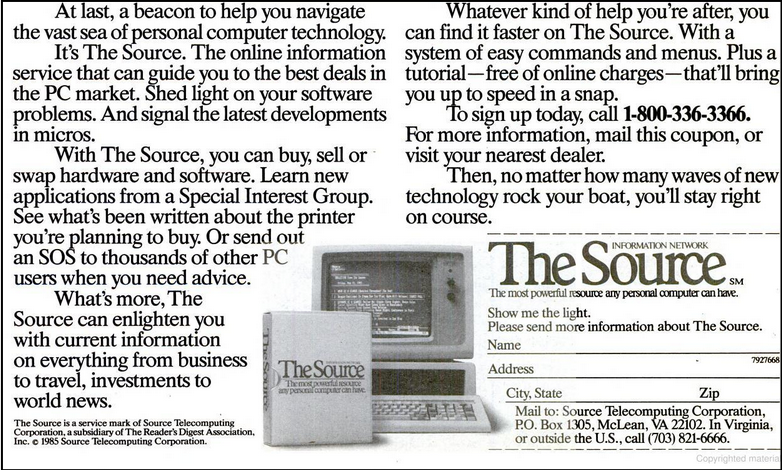 At last, a beacon to help you navigate
the vast sea of personal computer technology.
It's The Source. The online information
service that can guide you to the best deals in
the PC market. Shed light on your software
problems. And signal the latest developments
in micros.
With The Source, you can buy, sell or
swap hardware and software. Learn new
applications from a Special Interest Group.
See what's been written about the printer
you're planning to buy. Or send out
an SOS to thousands of other PC
users when you need advice.
What's more, The
Source can enlighten you
with current information
on everything from business
to travel, investments to
world news.
The Source is a service mark of Source Telecomputing
Corporation, a subsidiary of The Reader's Digest Association,
Inc. © 1985 Source Telecomputing Corporation.
The Source
The most powerful resource
any personal computer can have.
The Source
Whatever kind of help you're after, you
can find it faster on The Source. With a
system of easy commands and menus. Plus a
tutorial—free of online charges—that'll bring
you up to speed in a snap.
To sign up today, call 1-800-336-3366.
For more information, mail this coupon, or
visit your nearest dealer.
Then, no matter how many waves of new
technology rock your boat, you'll stay right
on course.
INFORMATION NETWORK
The Source SM
The most powerful resource any personal computer can have.
Show me the light.
Please send more information about The Source.
Name
7927668
Address
City, State Zip
Mail to: Source Telecomputing Corporation,
P.O. Box 1305, McLean, VA 22102. In Virginia,
or outside the U.S., call (703) 821-6666.
Copyrighted material